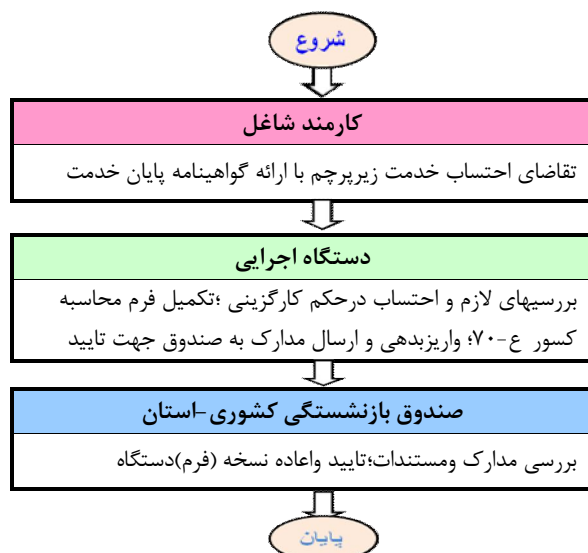 شروع
کارمند شاغل
تقاضای احتساب خدمت زیرپرچم با ارائه گواهینامه پایان خدمت
دستگاه اجرایی
بررسیهای لازم و احتساب درحکم کارگزینی ؛تکمیل فرم محاسبه
کسور ع-۷۰؛ واریزبدهی و ارسال مدارک به صندوق جهت تایید
صندوق بازنشستگی کشوری-استان
بررسی مدارک ومستندات؛تایید واعاده نسخه (فرم)دستگاه
پایان